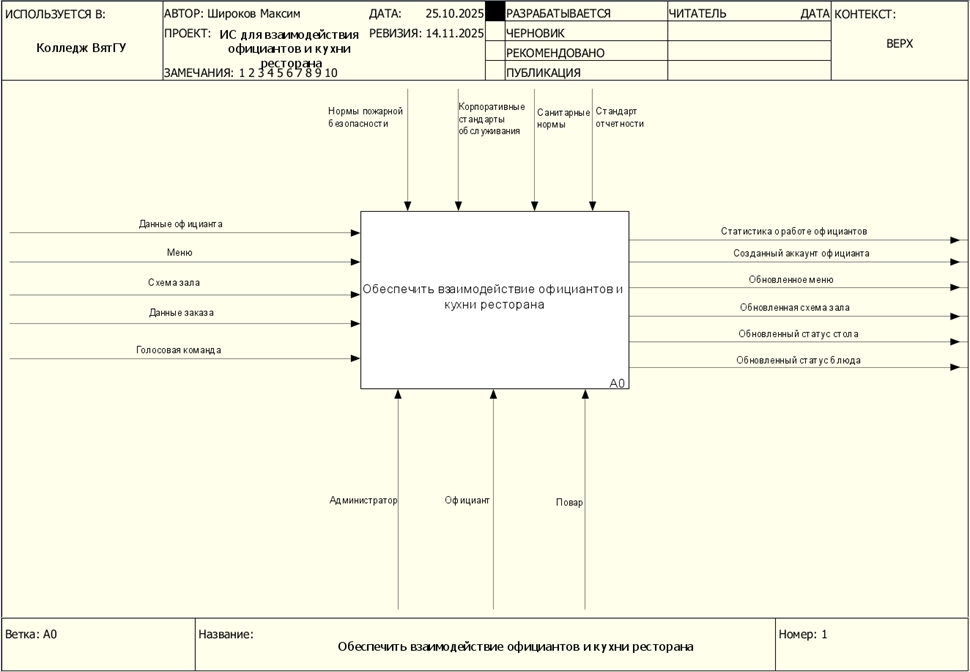 ИСПОЛЬЗУЕТСЯ В:
Колледж ВятГУ
АВТОР: Широков Максим
ДАТА: 25.10.2025
ПРОЕКТ: ИС для взаимодействия
официантов и кухни
ресторана
РЕВИЗИЯ: 14.11.2025
ЗАМЕЧАНИЯ: 1 2 3 4 5 6 7 8 9 10
РАЗРАБАТЫВАЕТСЯ
ЧЕРНОВИК
РЕКОМЕНДОВАНО
ПУБЛИКАЦИЯ
ЧИТАТЕЛЬ
ДАТА
КОНТЕКСТ:
ВЕРХ
Нормы пожарной
безопасности
Корпоративные
стандарты
обслуживания
Санитарные
нормы
Стандарт
отчетности
Данные официанта
Меню
Схема зала
Данные заказа
Голосовая команда
Обеспечить взаимодействие официантов и
кухни ресторана
A0
Статистика о работе официантов
Созданный аккаунт официанта
Обновленное меню
Обновленная схема зала
Обновленный статус стола
Обновленный статус блюда
Администратор
Официант
Повар
Ветка: A0
Название:
Обеспечить взаимодействие официантов и кухни ресторана
Номер: 1